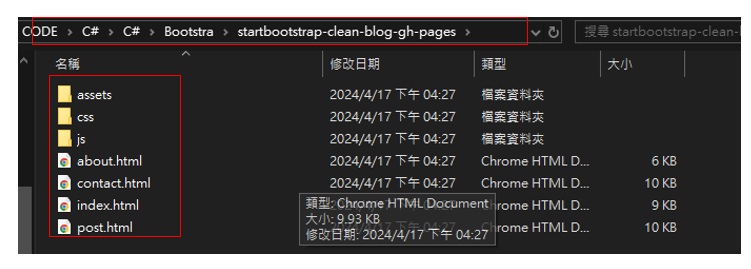 CODE > C# > C# > Bootstra > startbootstrap-clean-blog-gh-pages >
搜尋 startbootstrap-clean-
名稱 修改日期 類型 大小
assets 2024/4/17 下午 04:27 檔案資料夾
css 2024/4/17 下午 04:27 檔案資料夾
js 2024/4/17 下午 04:27 檔案資料夾
about.html 2024/4/17 下午 04:27 Chrome HTML D... 6 KB
contact.html 2024/4/17 下午 04:27 Chrome HTML D... 10 KB
index.html Chrome HTML D... 9 KB
post.html Chrome HTML D... 10 KB
類型: Chrome HTML Document
大小: 9.93 KB
修改日期: 2024/4/17 下午 04:27